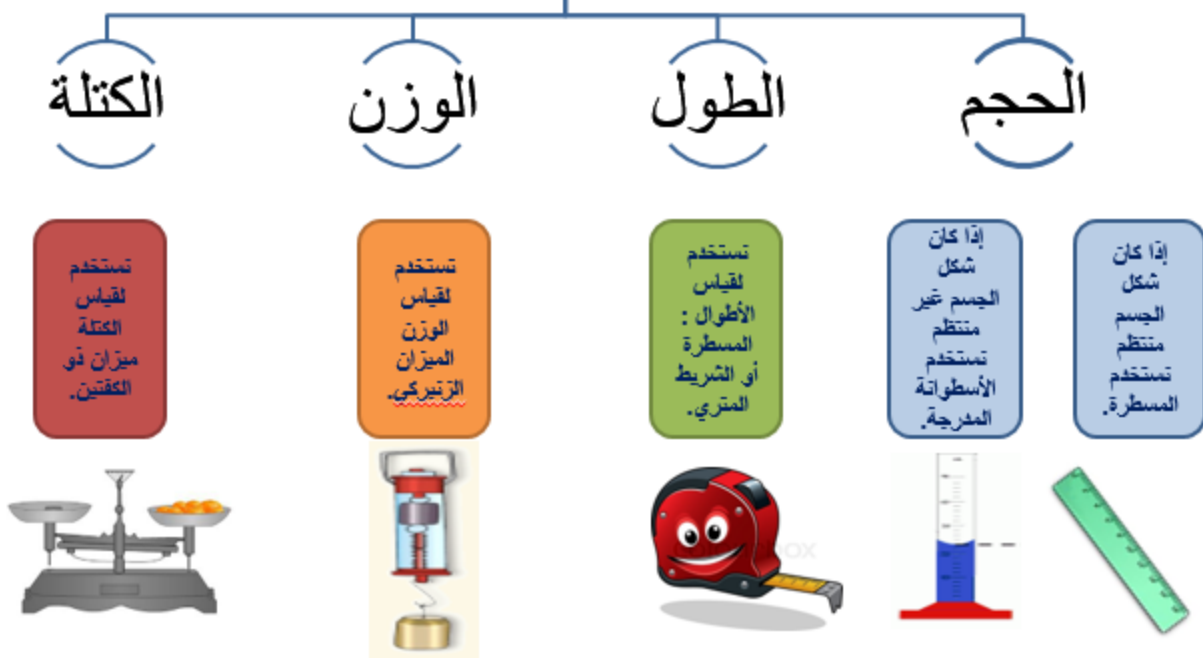 الحجم
الطول
الوزن
الكتلة
إذا كان
شكل
الجسم
منتظم
تستخدم
المسطرة.
إذا كان
شكل
الجسم غير
منتظم
تستخدم
الأسطوانة
المدرجة.
تستخدم
لقياس
الأطوال :
المسطرة
أو الشريط
المتري.
تستخدم
لقياس
الوزن
الميزان
الزنبركي.
تستخدم
لقياس
الكتلة
ميزان ذو
الكفتين.